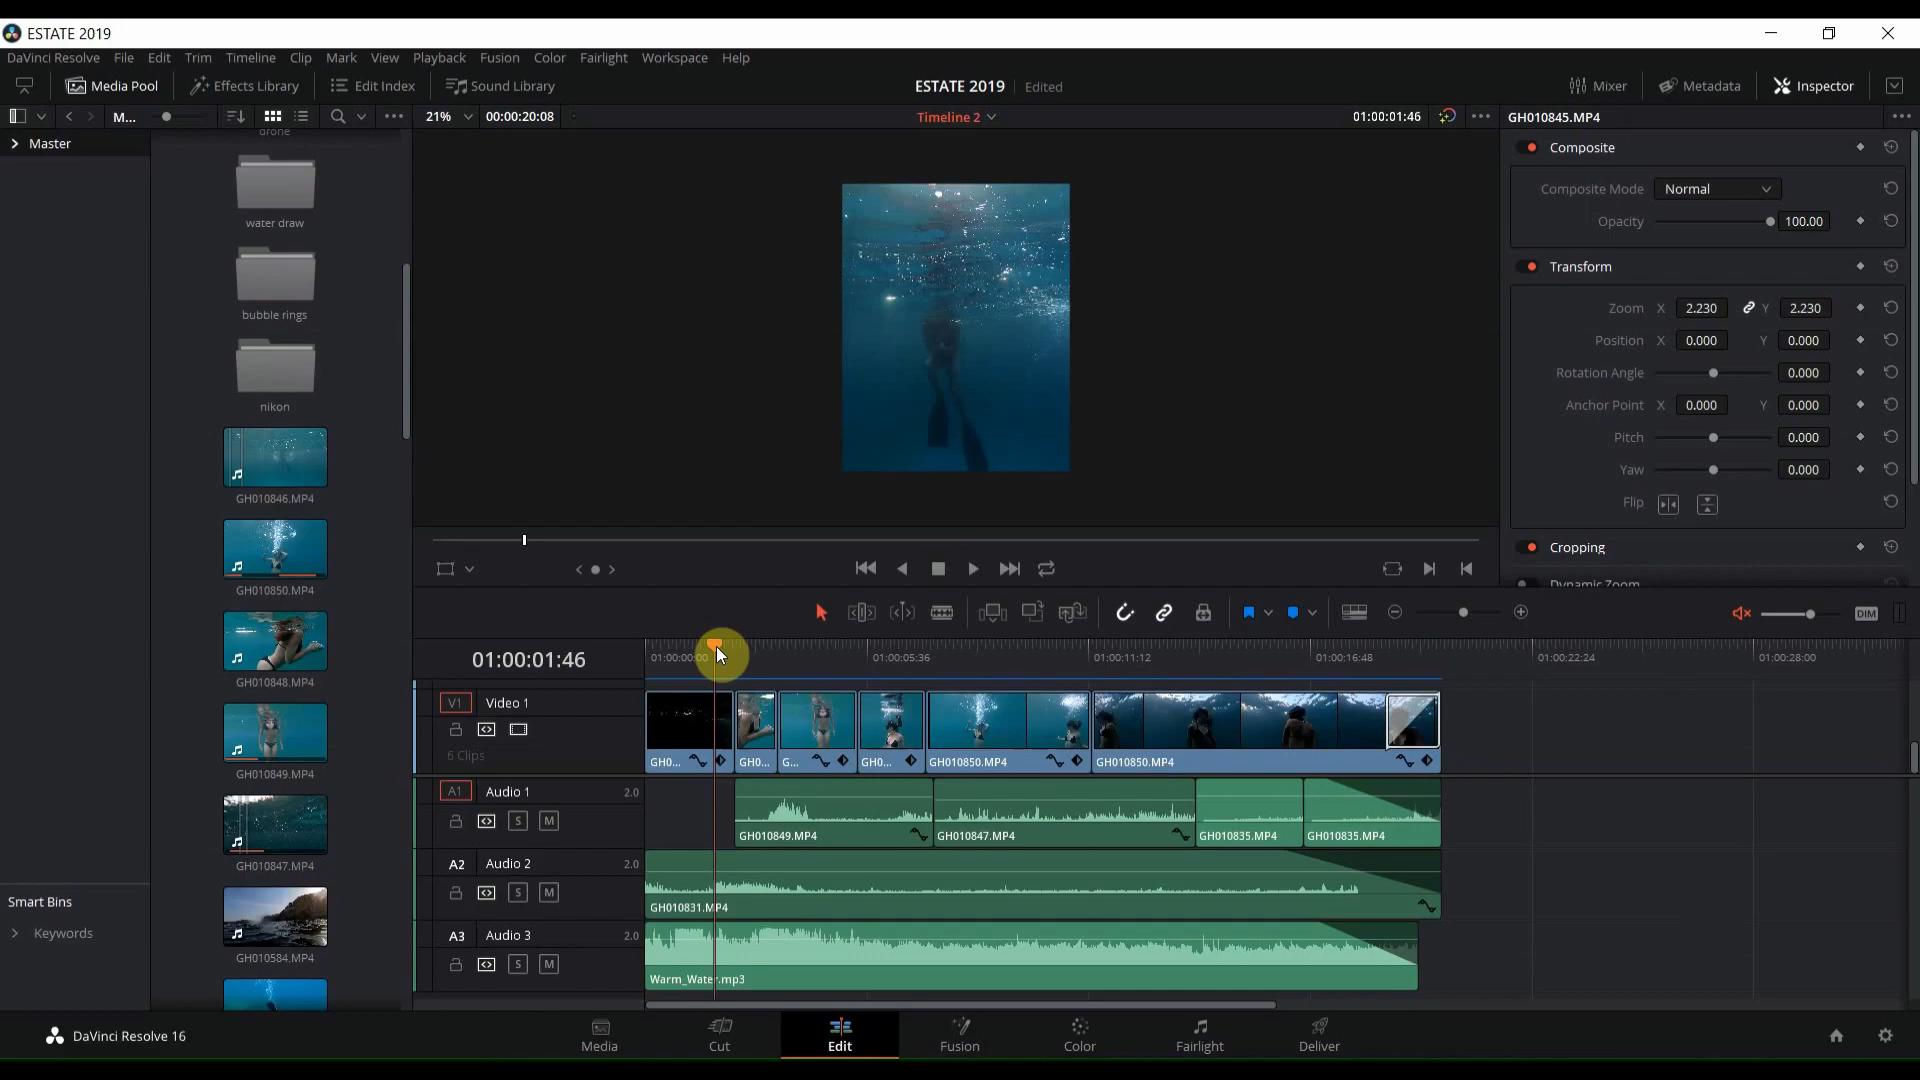 ESTATE 2019
DaVinci Resolve File Edit Trim Timeline Clip Mark View Playback Fusion Color Fairlight Workspace Help
Media Pool Effects Library Edit Index Sound Library ESTATE 2019 Edited Mixer Metadata Inspector
M... 21% 00:00:20:08 Timeline 2 01:00:01:46 GH010845.MP4
Master
drone
water draw
bubble rings
nikon
GH010846.MP4
GH010850.MP4
GH010848.MP4
GH010849.MP4
GH010847.MP4
GH010584.MP4
Smart Bins
Keywords
Composite
Composite Mode Normal
Opacity 100.00
Transform
Zoom X 2.230 Y 2.230
Position X 0.000 Y 0.000
Rotation Angle 0.000
Anchor Point X 0.000 Y 0.000
Pitch 0.000
Yaw 0.000
Flip
Cropping
Dynamic Zoom
DIM
01:00:01:46 01:00:00:00 01:00:05:36 01:00:11:12 01:00:16:48 01:00:22:24 01:00:28:00
V1 Video 1
6 Clips
GH0... GH0... G... GH0... GH010850.MP4 GH010850.MP4
A1 Audio 1 2.0
S M
GH010849.MP4 GH010847.MP4 GH010835.MP4 GH010835.MP4
A2 Audio 2 2.0
S M
GH010831.MP4
A3 Audio 3 2.0
S M
Warm_Water.mp3
DaVinci Resolve 16
Media Cut Edit Fusion Color Fairlight Deliver